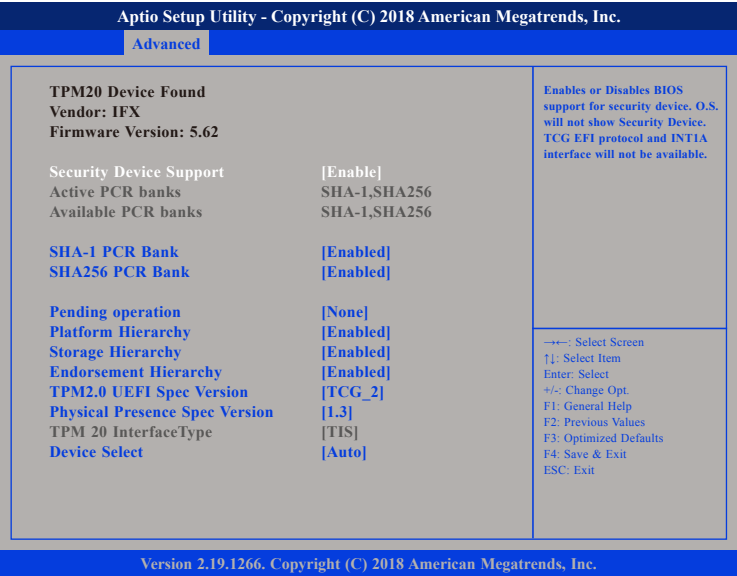 Aptio Setup Utility - Copyright (C) 2018 American Megatrends, Inc.
Advanced
TPM20 Device Found
Vendor: IFX
Firmware Version: 5.62
Security Device Support [Enable]
Active PCR banks SHA-1,SHA256
Available PCR banks SHA-1,SHA256
SHA-1 PCR Bank [Enabled]
SHA256 PCR Bank [Enabled]
Pending operation [None]
Platform Hierarchy [Enabled]
Storage Hierarchy [Enabled]
Endorsement Hierarchy [Enabled]
TPM2.0 UEFI Spec Version [TCG_2]
Physical Presence Spec Version [1.3]
TPM 20 InterfaceType [TIS]
Device Select [Auto]
Enables or Disables BIOS
support for security device. O.S.
will not show Security Device.
TCG EFI protocol and INT1A
interface will not be available.
→←: Select Screen
↑↓: Select Item
Enter: Select
+/-: Change Opt.
F1: General Help
F2: Previous Values
F3: Optimized Defaults
F4: Save & Exit
ESC: Exit
Version 2.19.1266. Copyright (C) 2018 American Megatrends, Inc.